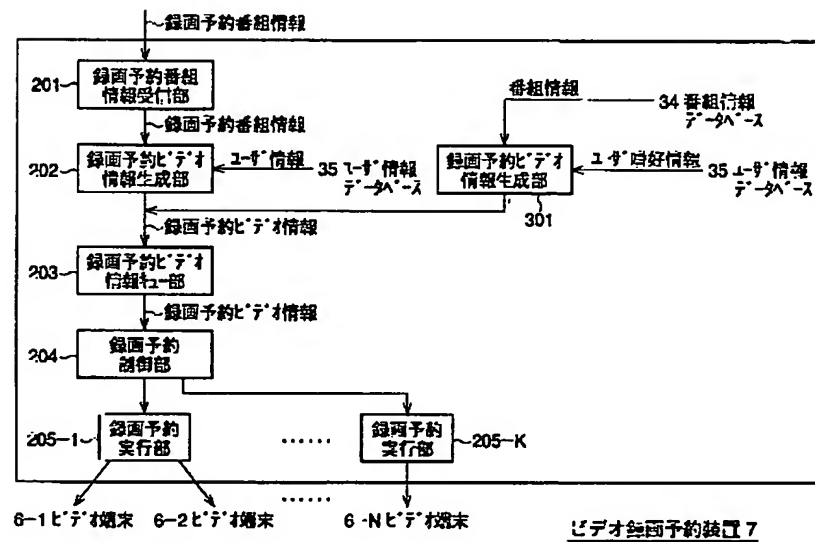 録画予約番組情報
201
録画予約番組
情報受付部
録画予約番組情報
番組情報
34 番組情報
データベース
202
録画予約ビデオ
情報生成部
ユーザ情報
35 ユーザ情報
データベース
録画予約ビデオ
情報生成部
301
ユーザ嗜好情報
35 ユーザ情報
データベース
録画予約ビデオ情報
203
録画予約ビデオ
情報キュー部
録画予約ビデオ情報
204
録画予約
制御部
205-1
録画予約
実行部
……
録画予約
実行部
205-K
6-1 ビデオ端末
6-2 ビデオ端末
……
6-N ビデオ端末
ビデオ録画予約装置 7